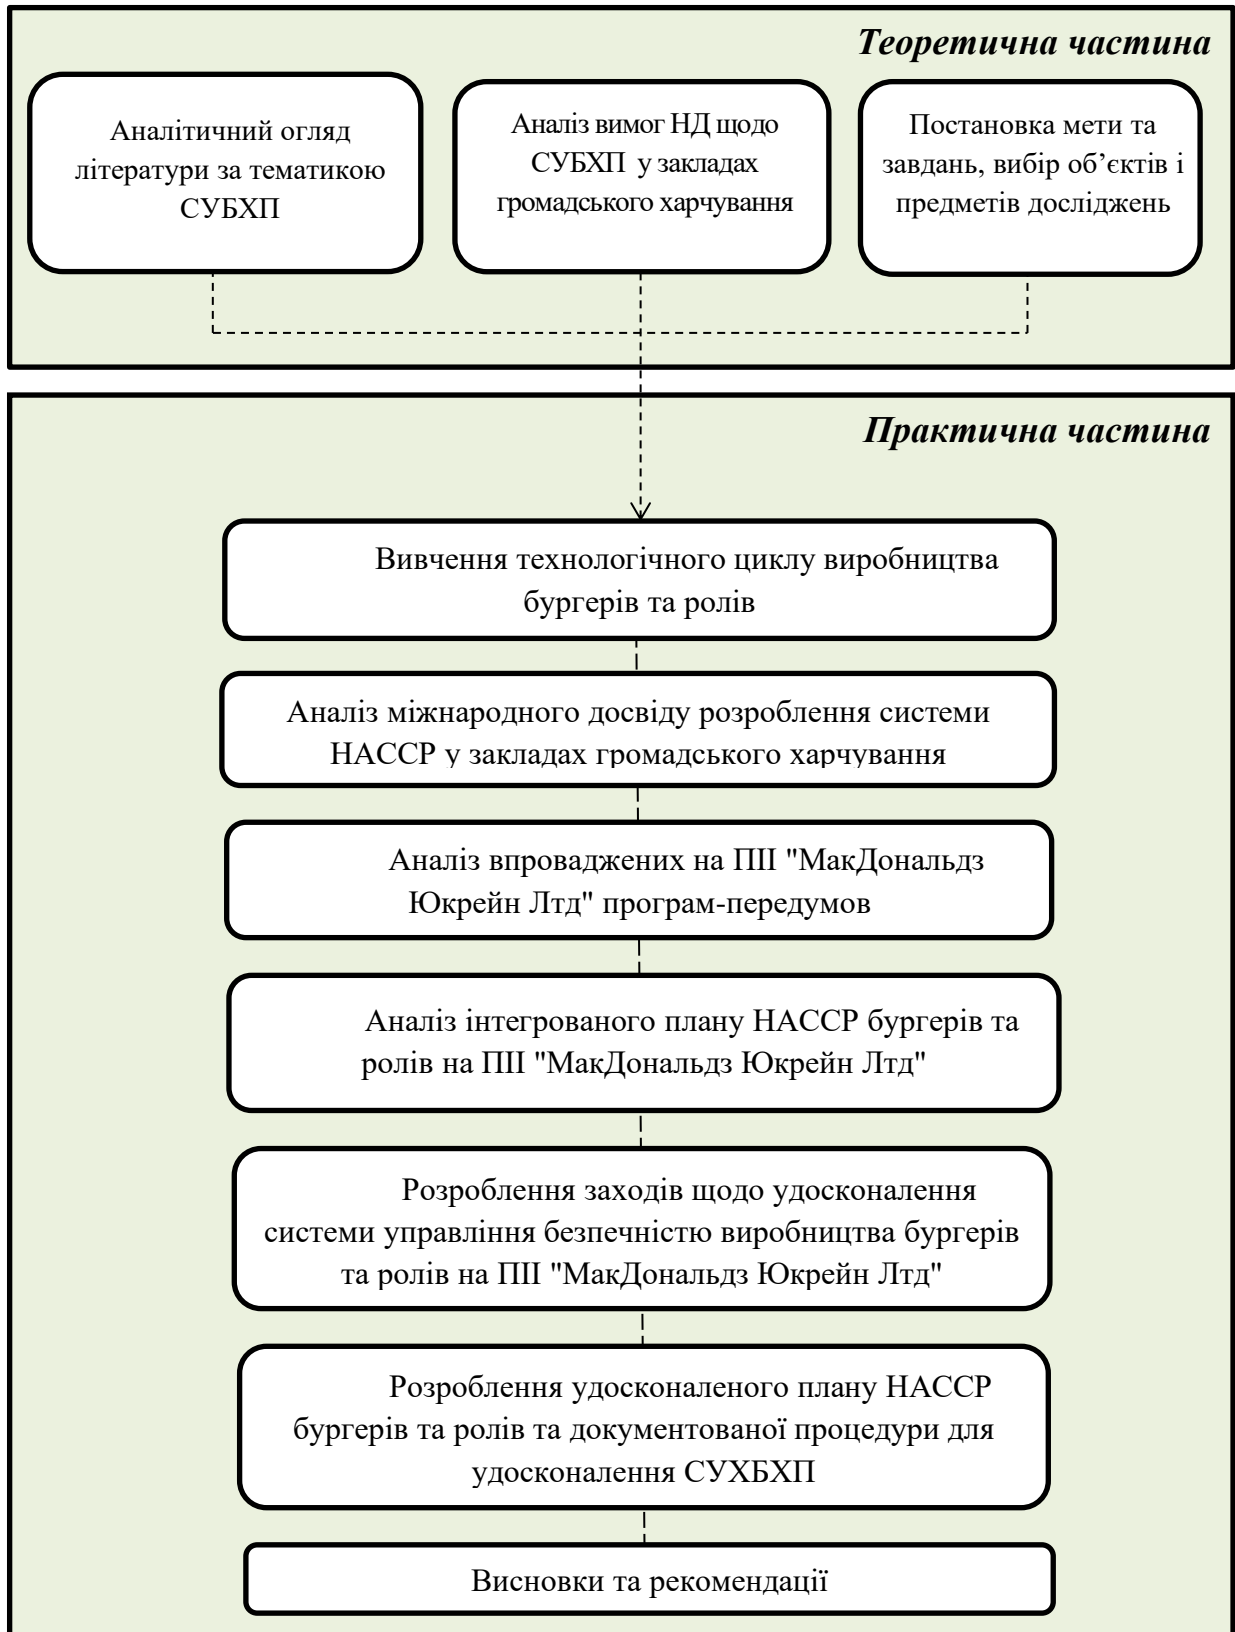 Теоретична частина
Аналітичний огляд
літератури за тематикою
СУБХП
Аналіз вимог НД щодо
СУБХП у закладах
громадського харчування
Постановка мети та
завдань, вибір об’єктів і
предметів досліджень
Практична частина
Вивчення технологічного циклу виробництва
бургерів та ролів
Аналіз міжнародного досвіду розроблення системи
НАССР у закладах громадського харчування
Аналіз впроваджених на ПІІ "МакДональдз
Юкрейн Лтд" програм-передумов
Аналіз інтегрованого плану НАССР бургерів та
ролів на ПІІ "МакДональдз Юкрейн Лтд"
Розроблення заходів щодо удосконалення
системи управління безпечністю виробництва бургерів
та ролів на ПІІ "МакДональдз Юкрейн Лтд"
Розроблення удосконаленого плану НАССР
бургерів та ролів та документованої процедури для
удосконалення СУХБХП
Висновки та рекомендації